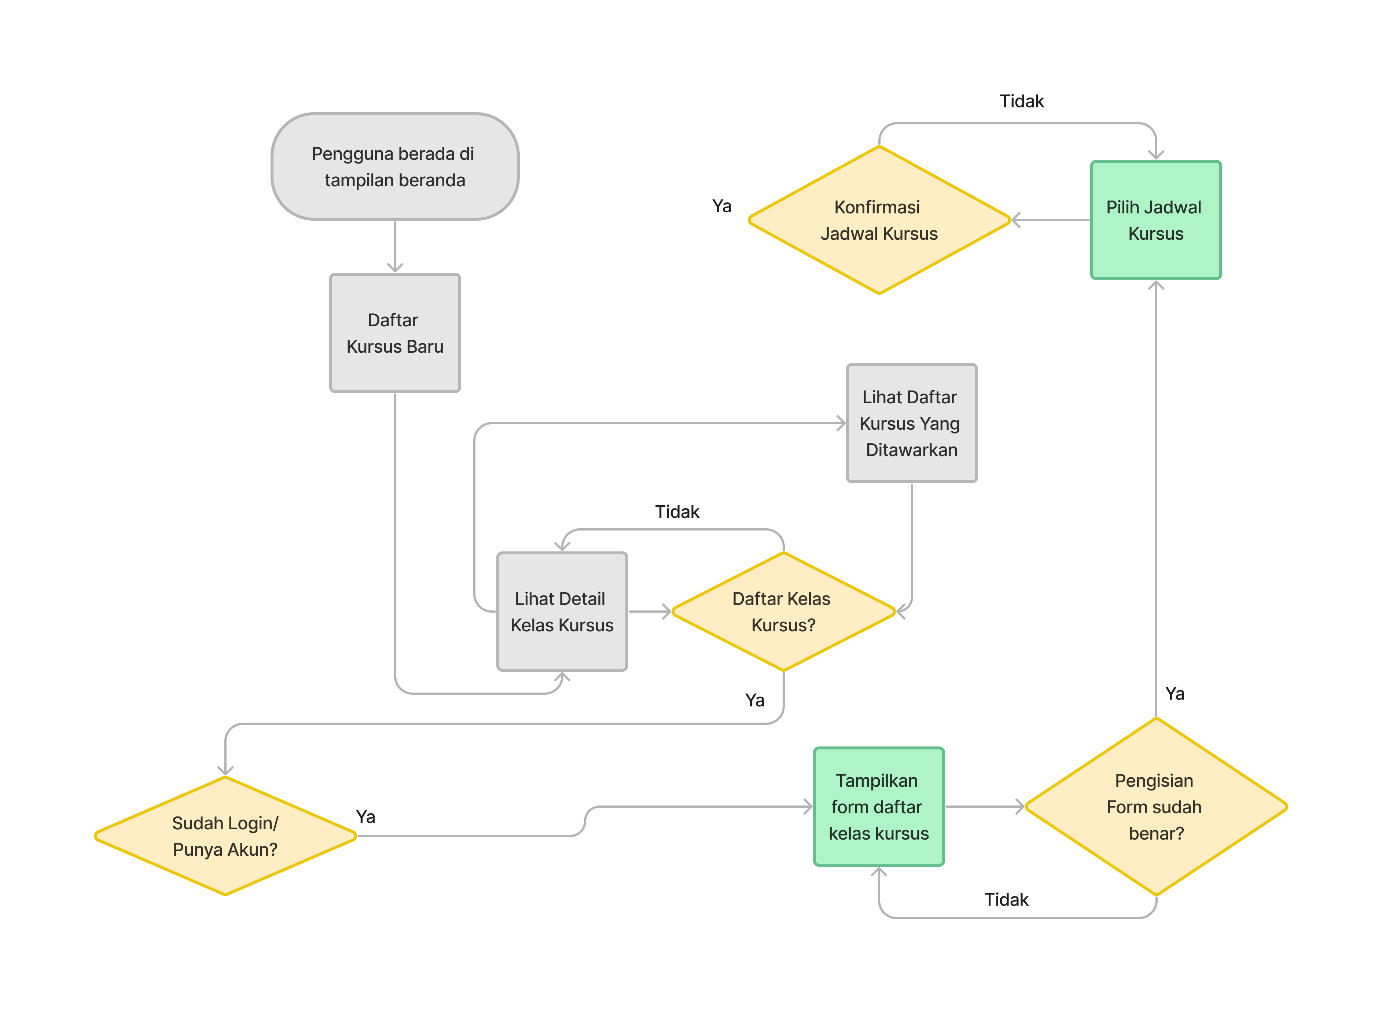 Pengguna berada di
tampilan beranda
Daftar
Kursus Baru
Tidak
Ya
Konfirmasi
Jadwal Kursus
Pilih Jadwal
Kursus
Lihat Daftar
Kursus Yang
Ditawarkan
Tidak
Lihat Detail
Kelas Kursus
Daftar Kelas
Kursus?
Ya
Sudah Login/
Punya Akun?
Ya
Tampilkan
form daftar
kelas kursus
Ya
Pengisian
Form sudah
benar?
Tidak